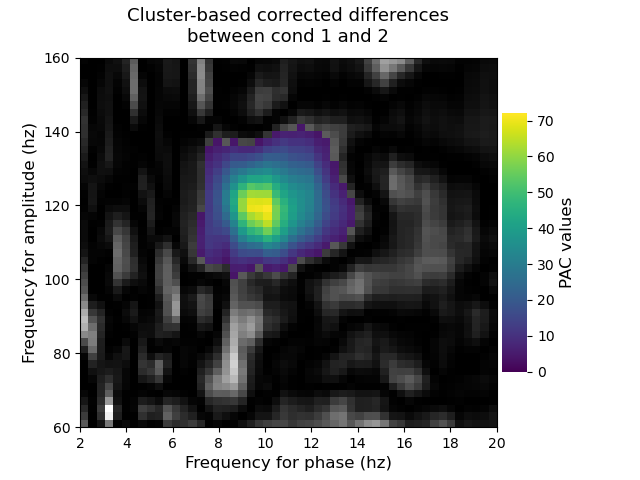 Cluster-based corrected differences
between cond 1 and 2
160
140
120
100
80
60
Frequency for amplitude (hz)
2 4 6 8 10 12 14 16 18 20
Frequency for phase (hz)
70
60
50
40
30
20
10
0
PAC values